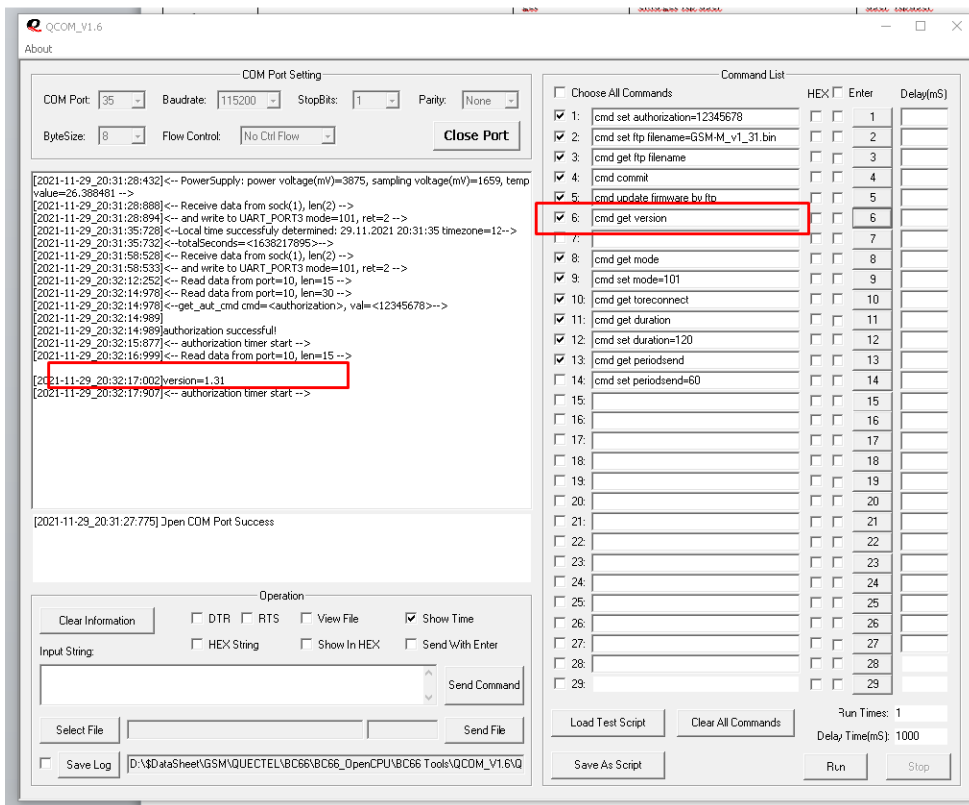 QCOM_V1.6
About
COM Port Setting
COM Port: 35 Baudrate: 115200 StopBits: 1 Parity: None
ByteSize: 8 Flow Control: No Ctrl Flow Close Port
[2021-11-29_20:31:28:432]<-- PowerSupply: power voltage(mV)=3875, sampling voltage(mV)=1659, temp
value=26.388481 -->
[2021-11-29_20:31:28:888]<-- Receive data from sock(1), len(2) -->
[2021-11-29_20:31:28:894]<-- and write to UART_PORT3 mode=101, ret=2 -->
[2021-11-29_20:31:35:728]<--Local time successfuly determined: 29.11.2021 20:31:35 timezone=12-->
[2021-11-29_20:31:35:732]<--totalSeconds=<1638217895>-->
[2021-11-29_20:31:58:528]<-- Receive data from sock(1), len(2) -->
[2021-11-29_20:31:58:533]<-- and write to UART_PORT3 mode=101, ret=2 -->
[2021-11-29_20:32:12:252]<-- Read data from port=10, len=15 -->
[2021-11-29_20:32:14:978]<-- Read data from port=10, len=30 -->
[2021-11-29_20:32:14:978]<--get_aut_cmd cmd=<authorization>, val=<12345678>-->
[2021-11-29_20:32:14:989]
[2021-11-29_20:32:14:989]authorization successful!
[2021-11-29_20:32:15:877]<-- authorization timer start -->
[2021-11-29_20:32:16:999]<-- Read data from port=10, len=15 -->
[2021-11-29_20:32:17:002]version=1.31
[2021-11-29_20:32:17:907]<-- authorization timer start -->
[2021-11-29_20:31:27:775] Open COM Port Success
Operation
Clear Information DTR RTS View File Show Time
HEX String Show In HEX Send With Enter
Input String:
Send Command
Select File Send File
Save Log D:\$DataSheet\GSM\QUECTEL\BC66\BC66_OpenCPU\BC66 Tools\QCOM_V1.6\Q
Command List
Choose All Commands HEX Enter Delay(mS)
1: cmd set authorization=12345678 1
2: cmd set ftp filename=GSM-M_v1_31.bin 2
3: cmd get ftp filename 3
4: cmd commit 4
5: cmd update firmware by ftp 5
6: cmd get version 6
7: 7
8: cmd get mode 8
9: cmd set mode=101 9
10: cmd get toreconnect 10
11: cmd get duration 11
12: cmd set duration=120 12
13: cmd get periodsend 13
14: cmd set periodsend=60 14
15: 15
16: 16
17: 17
18: 18
19: 19
20: 20
21: 21
22: 22
23: 23
24: 24
25: 25
26: 26
27: 27
28: 28
29: 29
Load Test Script Clear All Commands Run Times: 1
Delay Time(mS): 1000
Save As Script Run Stop